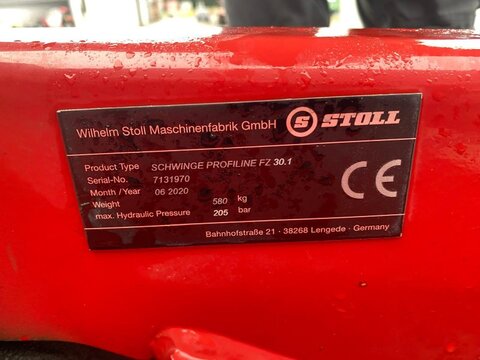 Wilhelm Stoll Maschinenfabrik GmbH S STOLL
Product Type SCHWINGE PROFILINE FZ 30.1
Serial-No. 7131970
Month / Year 06 2020
Weight 580 kg
max. Hydraulic Pressure 205 bar
CE
Bahnhofstraße 21 - 38268 Lengede - Germany